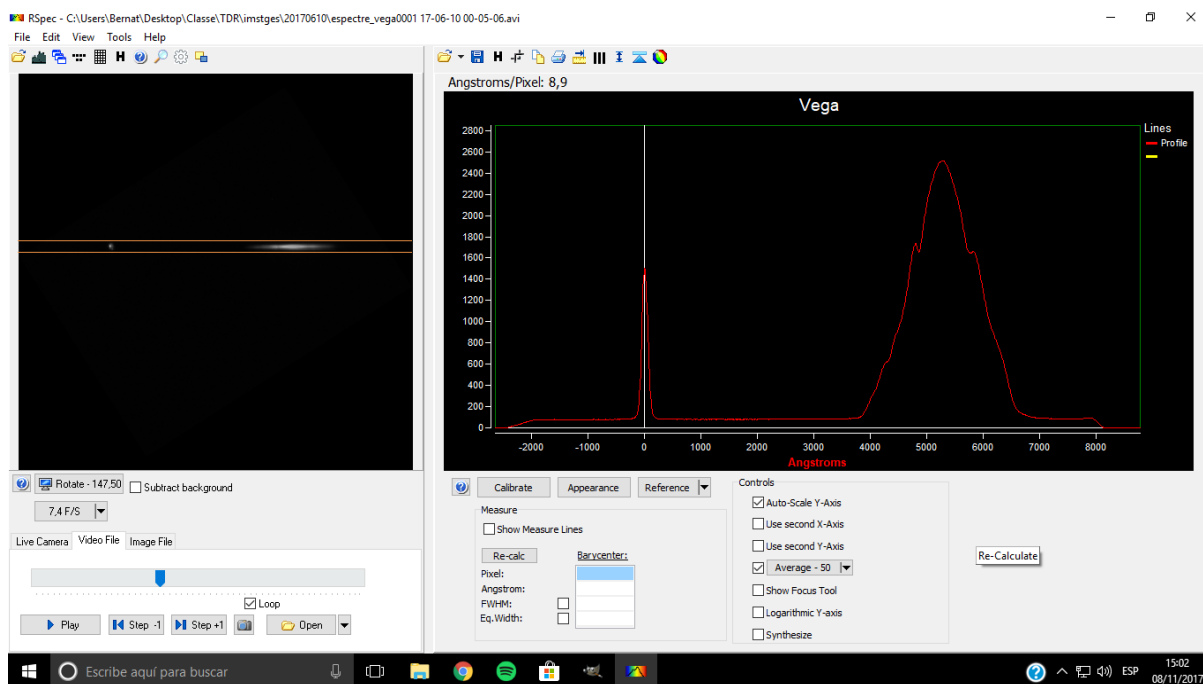 RSpec - C:\Users\Bernat\Desktop\Classe\TDR\imstges\20170610\espectre_vega0001 17-06-10 00-05-06.avi
File Edit View Tools Help
H
H
Angstroms/Pixel: 8,9
Vega
Lines
Profile
2800
2600
2400
2200
2000
1800
1600
1400
1200
1000
800
600
400
200
0
-2000 -1000 0 1000 2000 3000 4000 5000 6000 7000 8000
Angstroms
Rotate - 147,50
Subtract background
7,4 F/S
Live Camera Video File Image File
Loop
Play Step -1 Step +1 Open
Calibrate Appearance Reference
Measure
Show Measure Lines
Re-calc Barycenter:
Pixel:
Angstrom:
FWHM:
Eq.Width:
Controls
Auto-Scale Y-Axis
Use second X-Axis
Use second Y-Axis
Average - 50
Show Focus Tool
Logarithmic Y-axis
Synthesize
Re-Calculate
Escribe aquí para buscar
ESP
15:02
08/11/2017